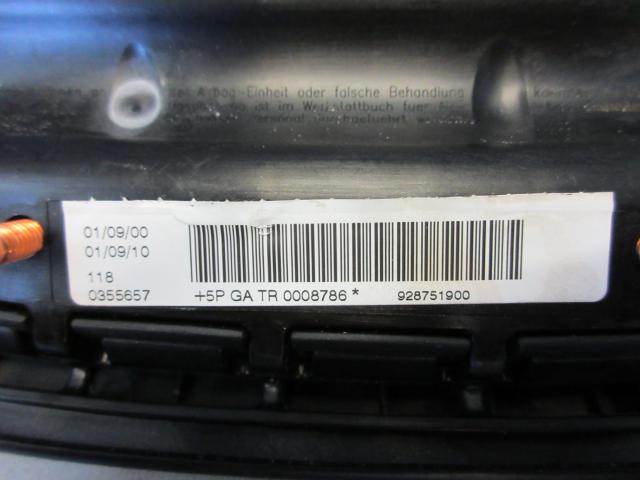 Airbag-Einheit oder falsche Behandlung
ist im Werkstattbuch fuer
01/09/00
01/09/10
118
0355657
+5P GA TR 0008786 *
928751900